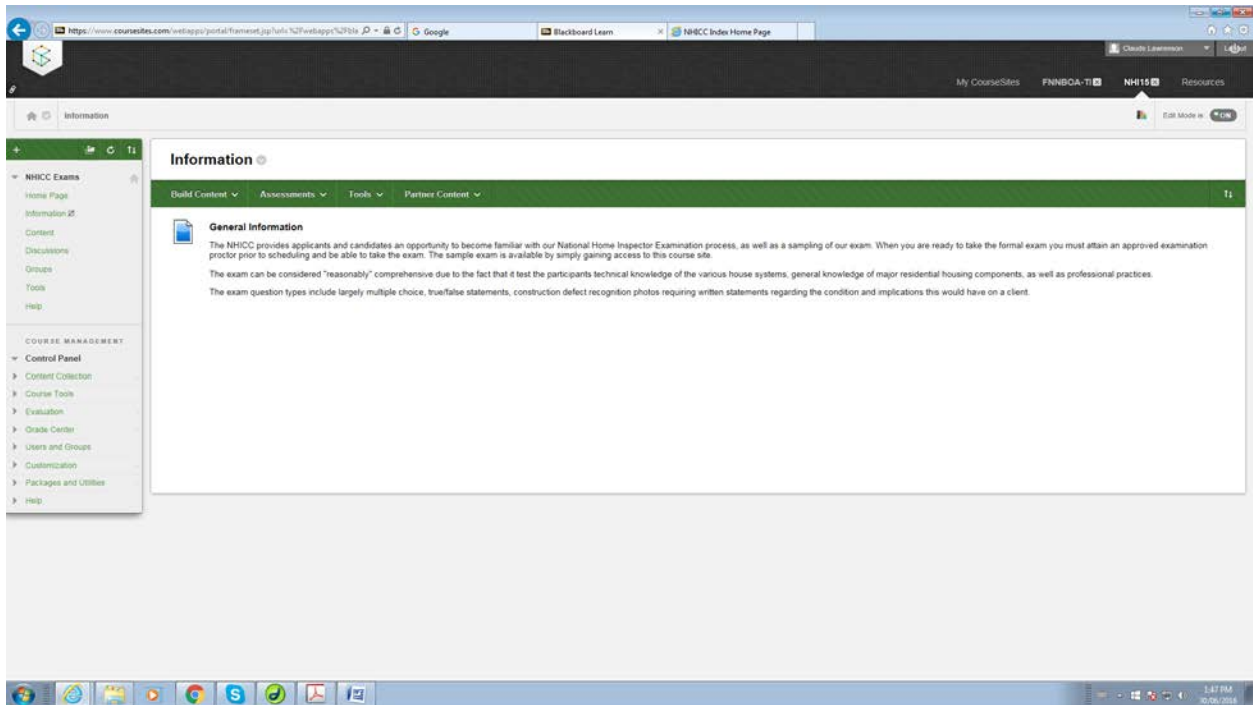 https://www.coursesites.com/webapps/portal/frameset.jsp?url=%2Fwebapps%2Fbla
Google
Blackboard Learn
NHICC Index Home Page
Claude Lawrenson
Logout
My CourseSites
FNNBOA-TI
NHI15
Resources
Information
Edit Mode is: ON
NHICC Exams
Home Page
Information
Content
Discussions
Groups
Tools
Help
COURSE MANAGEMENT
Control Panel
Content Collection
Course Tools
Evaluation
Grade Center
Users and Groups
Customization
Packages and Utilities
Help
Information
Build Content Assessments Tools Partner Content
General Information
The NHICC provides applicants and candidates an opportunity to become familiar with our National Home Inspector Examination process, as well as a sampling of our exam. When you are ready to take the formal exam you must attain an approved examination
proctor prior to scheduling and be able to take the exam. The sample exam is available by simply gaining access to this course site.
The exam can be considered "reasonably" comprehensive due to the fact that it test the participants technical knowledge of the various house systems, general knowledge of major residential housing components, as well as professional practices.
The exam question types include largely multiple choice, true/false statements, construction defect recognition photos requiring written statements regarding the condition and implications this would have on a client.
1:47 PM
30/06/2016